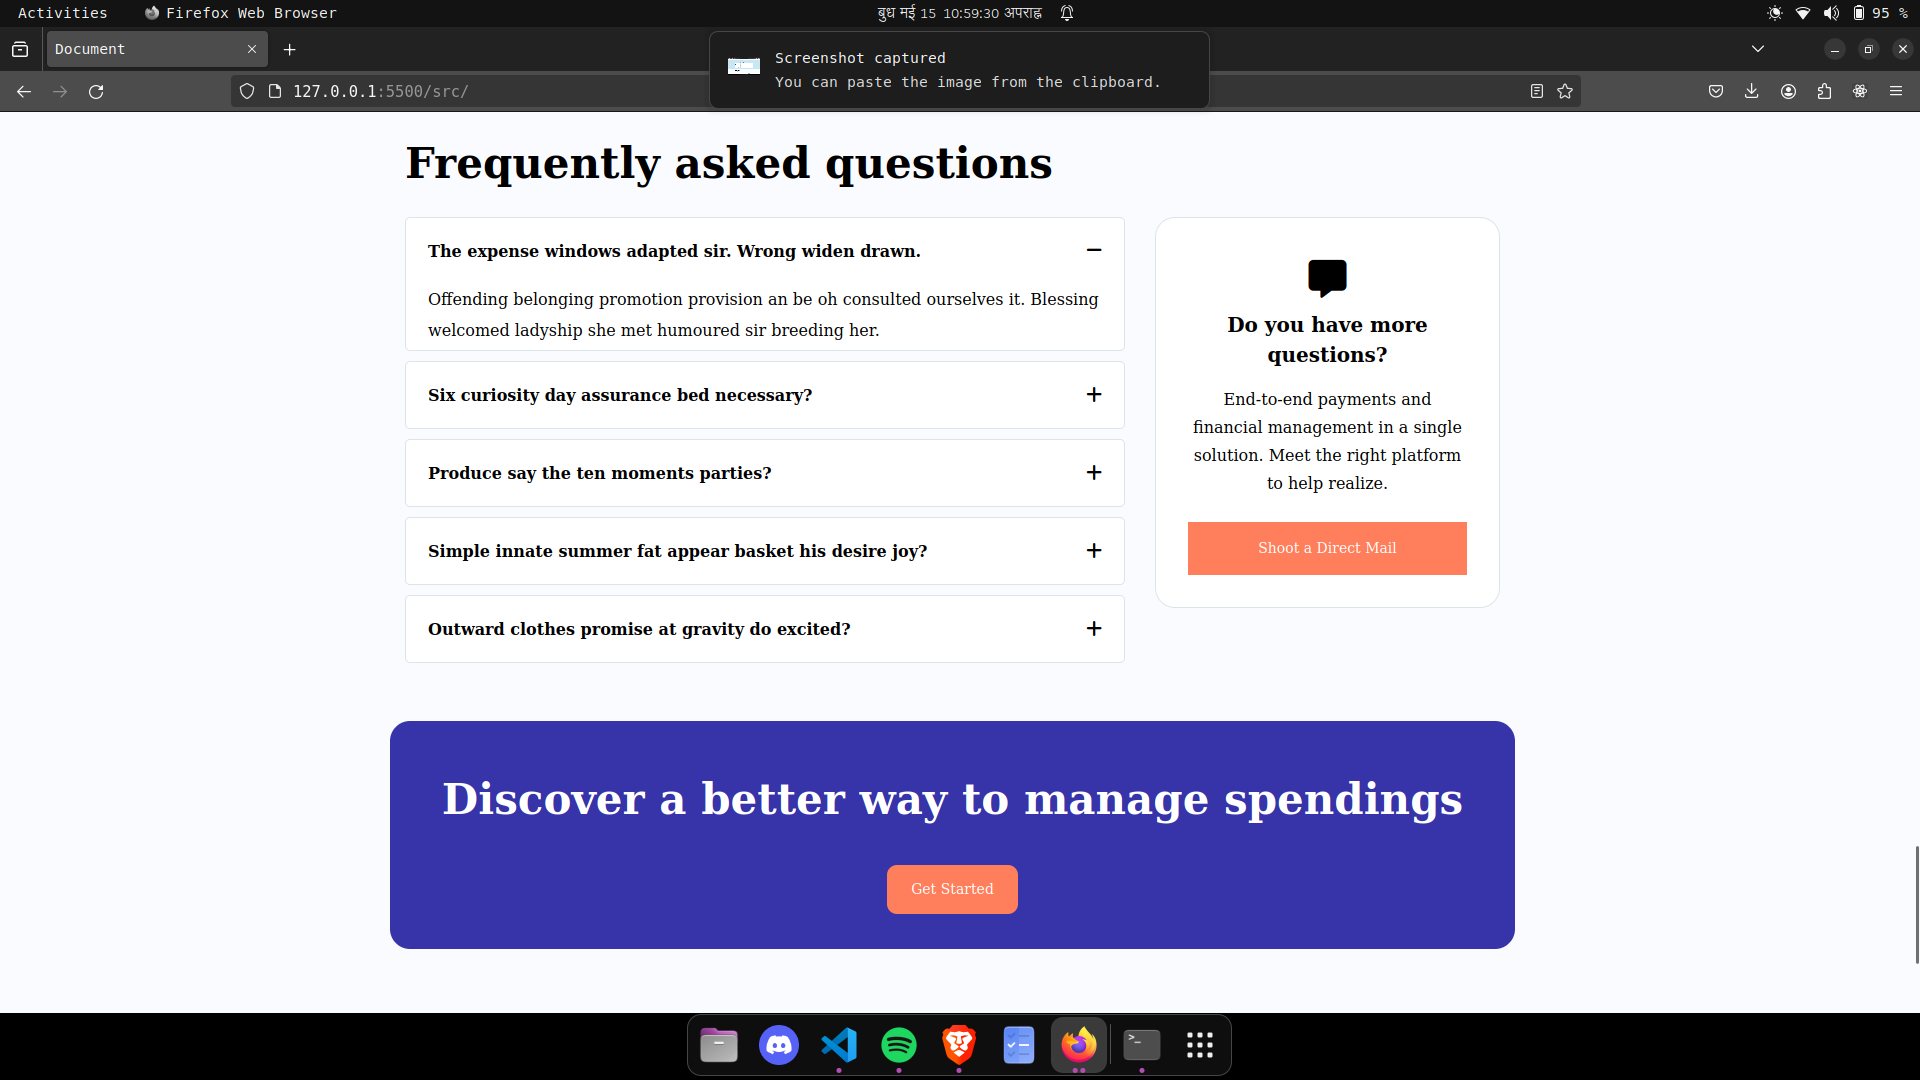 Activities
Firefox Web Browser
बुध मई 15 10:59:30 अपराह्न
95 %
Document
Screenshot captured
You can paste the image from the clipboard.
127.0.0.1:5500/src/
Frequently asked questions
The expense windows adapted sir. Wrong widen drawn.
Offending belonging promotion provision an be oh consulted ourselves it. Blessing
welcomed ladyship she met humoured sir breeding her.
Six curiosity day assurance bed necessary?
Produce say the ten moments parties?
Simple innate summer fat appear basket his desire joy?
Outward clothes promise at gravity do excited?
Do you have more
questions?
End-to-end payments and
financial management in a single
solution. Meet the right platform
to help realize.
Shoot a Direct Mail
Discover a better way to manage spendings
Get Started